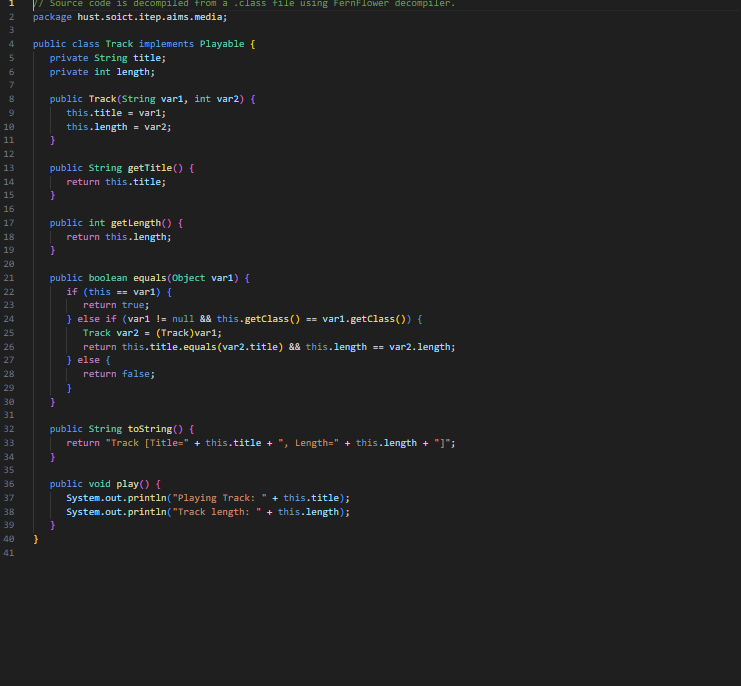 1 // Source code is decompiled from a .class file using FernFlower decompiler.
2 package hust.soict.itep.aims.media;
3
4 public class Track implements Playable {
5    private String title;
6    private int length;
7
8    public Track(String var1, int var2) {
9       this.title = var1;
10       this.length = var2;
11    }
12
13    public String getTitle() {
14       return this.title;
15    }
16
17    public int getLength() {
18       return this.length;
19    }
20
21    public boolean equals(Object var1) {
22       if (this == var1) {
23          return true;
24       } else if (var1 != null && this.getClass() == var1.getClass()) {
25          Track var2 = (Track)var1;
26          return this.title.equals(var2.title) && this.length == var2.length;
27       } else {
28          return false;
29       }
30    }
31
32    public String toString() {
33       return "Track [Title=" + this.title + ", Length=" + this.length + "]";
34    }
35
36    public void play() {
37       System.out.println("Playing Track: " + this.title);
38       System.out.println("Track length: " + this.length);
39    }
40 }
41